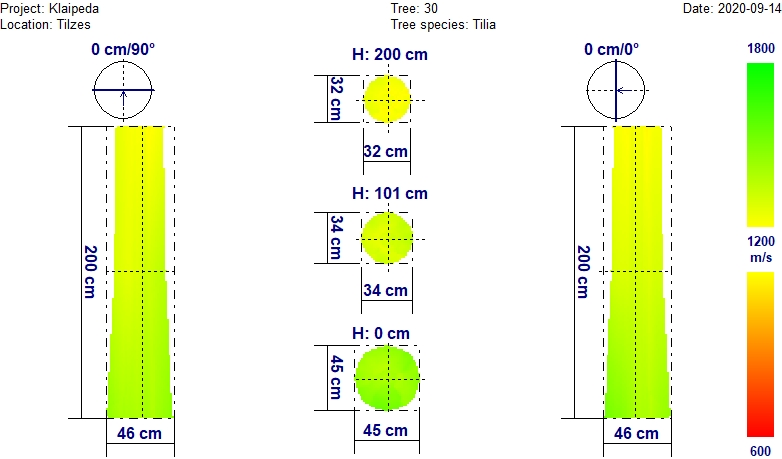 Project: Klaipeda
Tree: 30
Date: 2020-09-14
Location: Tilzes
Tree species: Tilia
0 cm/90°
H: 200 cm
0 cm/0°
1800
32 cm
32 cm
H: 101 cm
34 cm
34 cm
200 cm
200 cm
1200
m/s
H: 0 cm
45 cm
46 cm
45 cm
46 cm
600